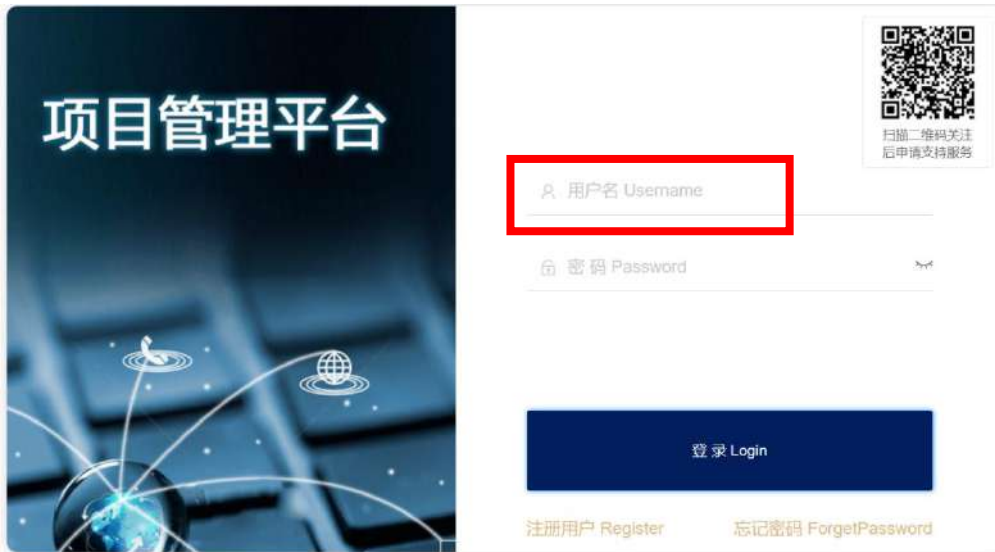 项目管理平台
扫描二维码关注
后申请支持服务
用户名 Username
密 码 Password
登 录 Login
注册用户 Register
忘记密码 ForgetPassword